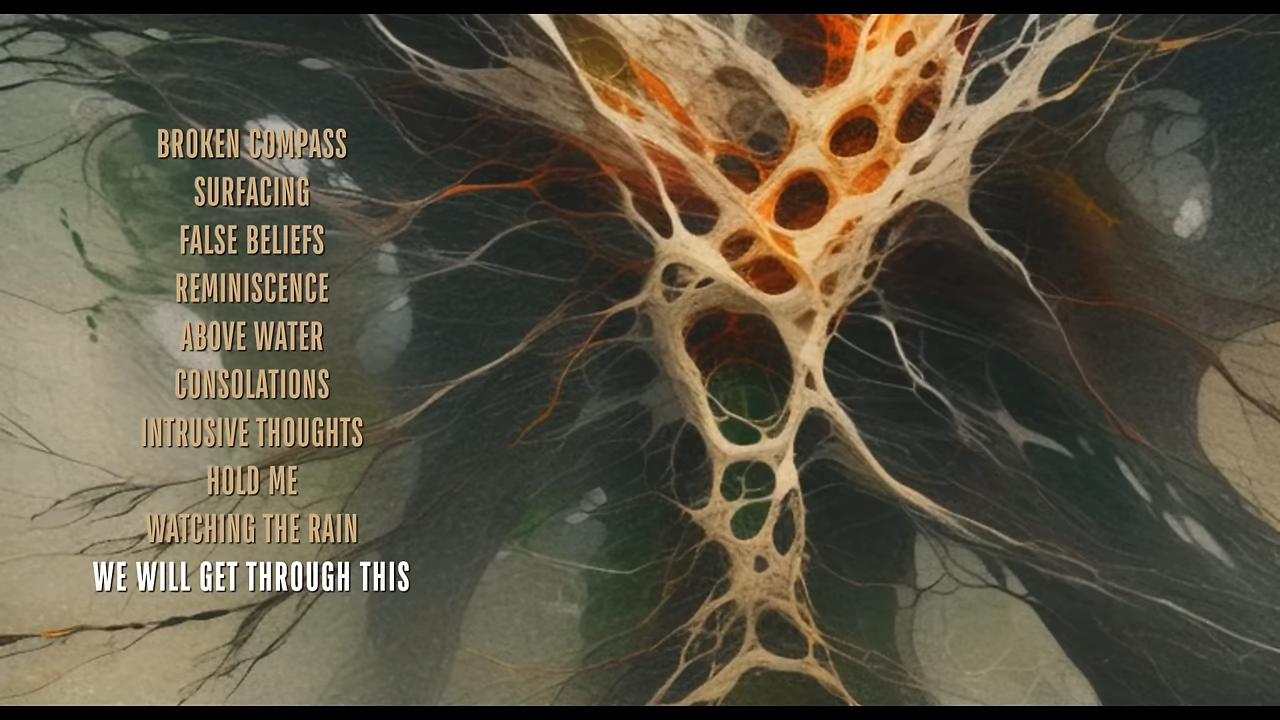 BROKEN COMPASS
SURFACING
FALSE BELIEFS
REMINISCENCE
ABOVE WATER
CONSOLATIONS
INTRUSIVE THOUGHTS
HOLD ME
WATCHING THE RAIN
WE WILL GET THROUGH THIS